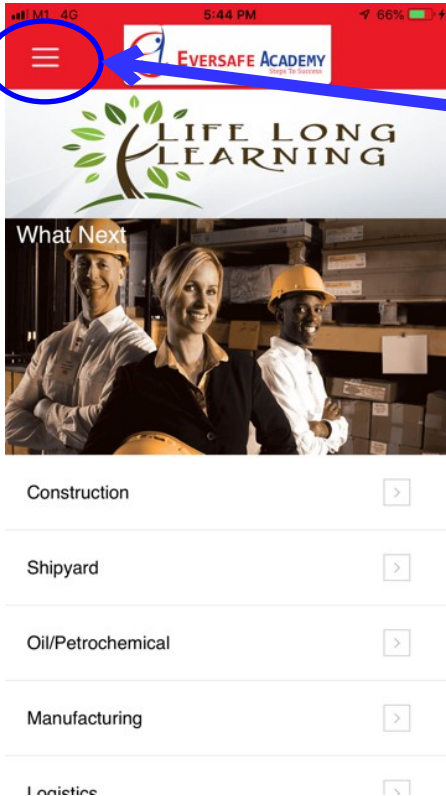 M1 4G 5:44 PM 66%
EVERSAFE ACADEMY
Steps To Success
LIFE LONG
LEARNING
What Next
Construction
Shipyard
Oil/Petrochemical
Manufacturing
Logistics